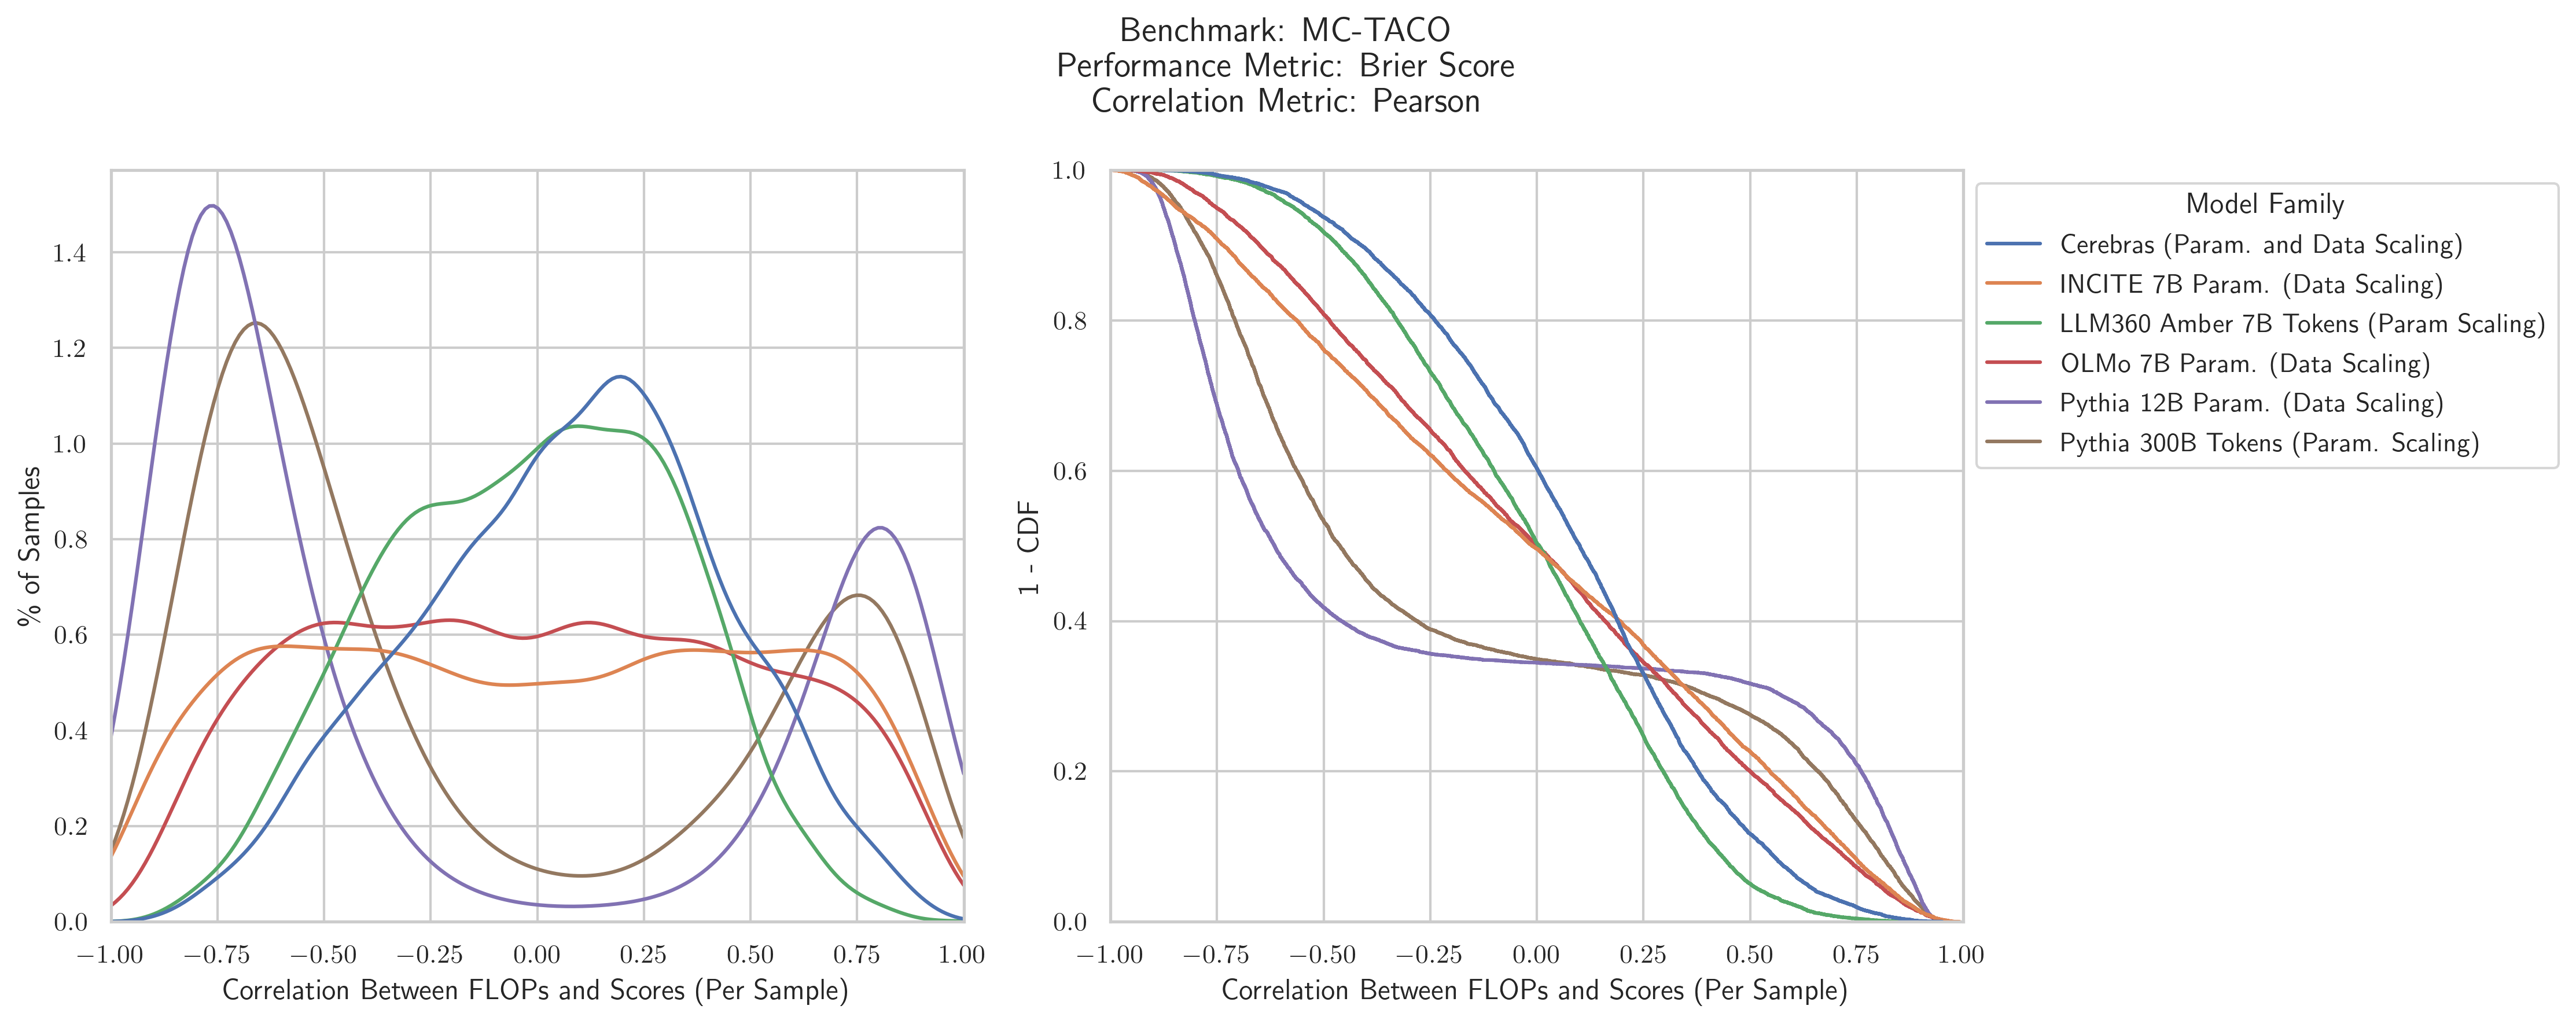 Benchmark: MC-TACO
Performance Metric: Brier Score
Correlation Metric: Pearson
% of Samples
1.4
1.2
1.0
0.8
0.6
0.4
0.2
0.0
−1.00 −0.75 −0.50 −0.25 0.00 0.25 0.50 0.75 1.00
Correlation Between FLOPs and Scores (Per Sample)
1 - CDF
1.0
0.8
0.6
0.4
0.2
0.0
−1.00 −0.75 −0.50 −0.25 0.00 0.25 0.50 0.75 1.00
Correlation Between FLOPs and Scores (Per Sample)
Model Family
Cerebras (Param. and Data Scaling)
INCITE 7B Param. (Data Scaling)
LLM360 Amber 7B Tokens (Param Scaling)
OLMo 7B Param. (Data Scaling)
Pythia 12B Param. (Data Scaling)
Pythia 300B Tokens (Param. Scaling)